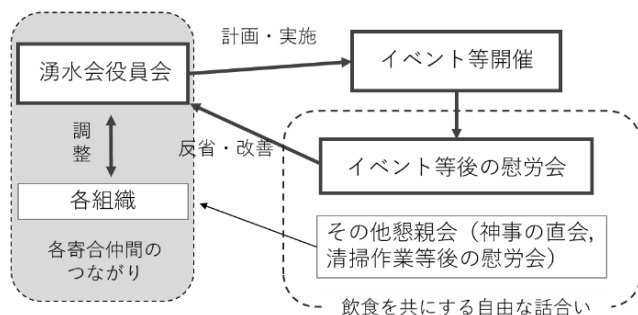 計画・実施
湧水会役員会
イベント等開催
調整
反省・改善
イベント等後の慰労会
各組織
その他懇親会（神事の直会,
清掃作業等後の慰労会）
各寄合仲間の
つながり
飲食を共にする自由な話合い